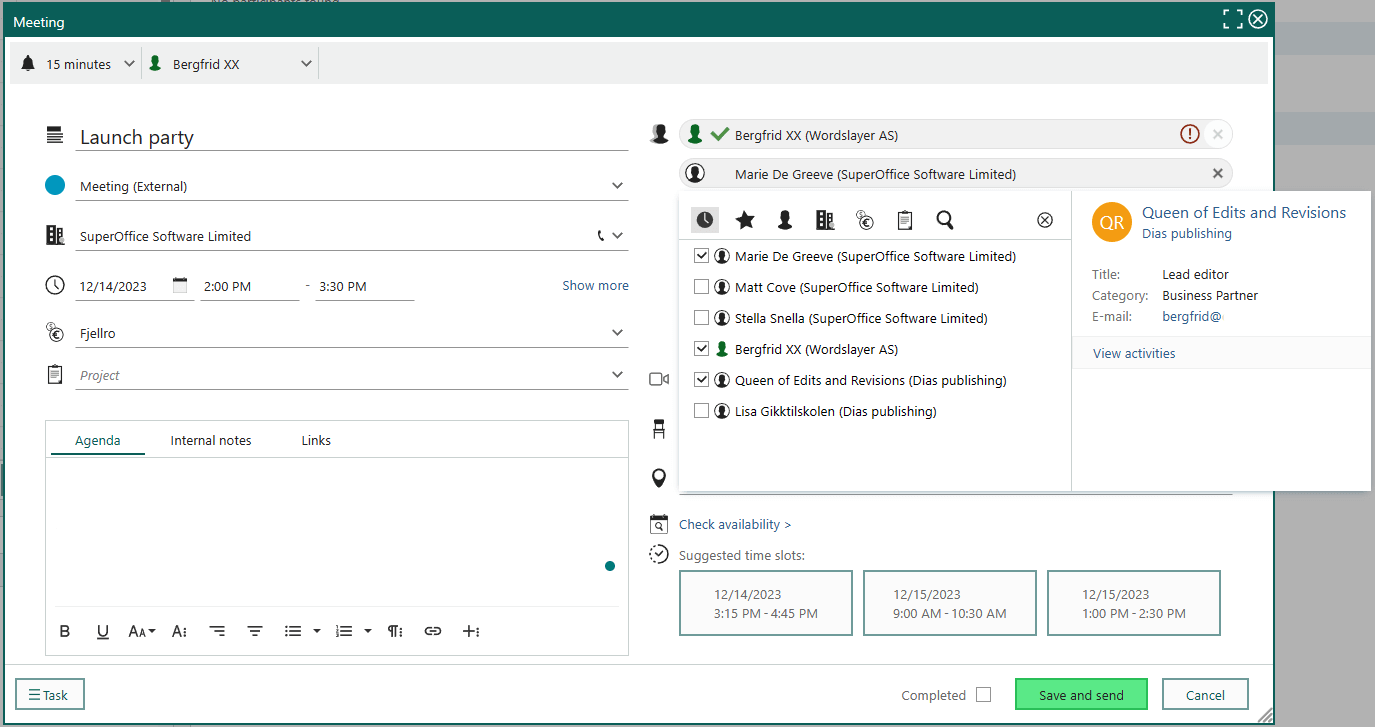 No participants found
Meeting
15 minutes
Bergfrid XX
Launch party
Meeting (External)
SuperOffice Software Limited
12/14/2023 2:00 PM - 3:30 PM Show more
Fjellro
Project
Agenda Internal notes Links
B U AA A
Bergfrid XX (Wordslayer AS)
Marie De Greeve (SuperOffice Software Limited)
Marie De Greeve (SuperOffice Software Limited)
Matt Cove (SuperOffice Software Limited)
Stella Snella (SuperOffice Software Limited)
Bergfrid XX (Wordslayer AS)
Queen of Edits and Revisions (Dias publishing)
Lisa Gikktilskolen (Dias publishing)
QR
Queen of Edits and Revisions
Dias publishing
Title: Lead editor
Category: Business Partner
E-mail: bergfrid@
View activities
Check availability >
Suggested time slots:
12/14/2023
3:15 PM - 4:45 PM
12/15/2023
9:00 AM - 10:30 AM
12/15/2023
1:00 PM - 2:30 PM
Task
Completed
Save and send
Cancel